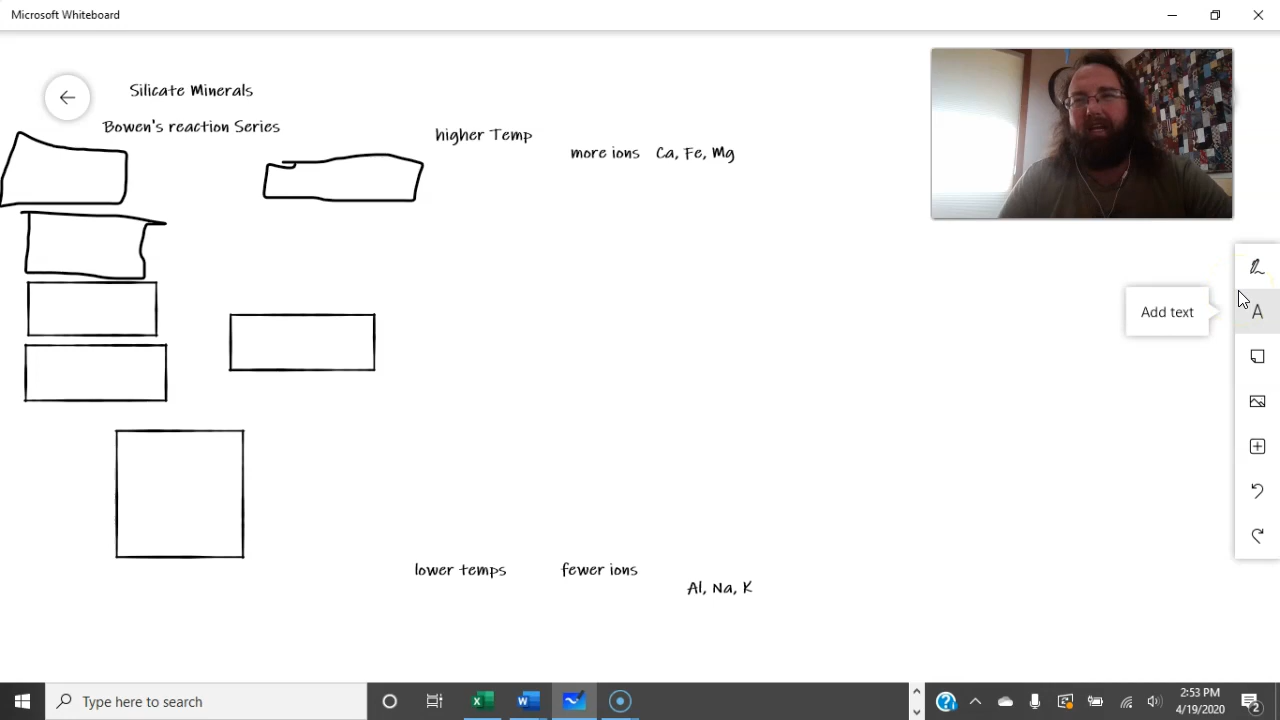 Microsoft Whiteboard
Silicate Minerals
Bowen's reaction Series
higher Temp
more ions Ca, Fe, Mg
Add text
A
lower temps fewer ions
Al, Na, K
Type here to search
2:53 PM
4/19/2020
2